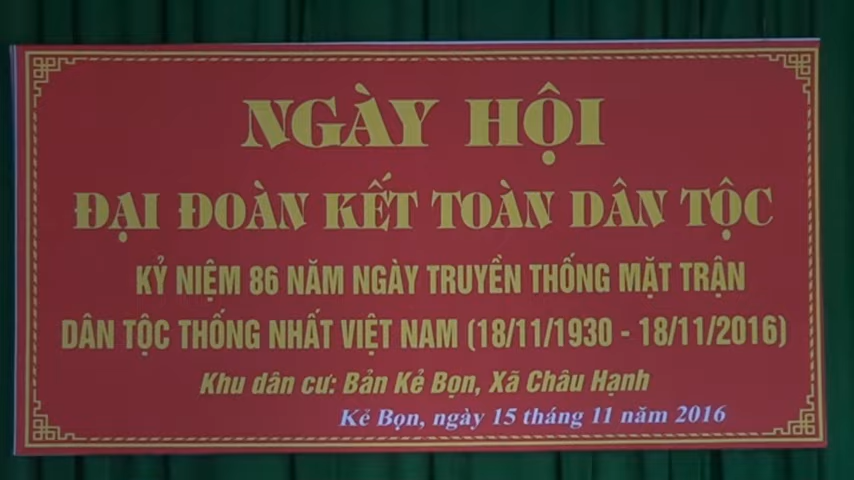 NGÀY HỘI
ĐẠI ĐOÀN KẾT TOÀN DÂN TỘC
KỶ NIỆM 86 NĂM NGÀY TRUYỀN THỐNG MẶT TRẬN
DÂN TỘC THỐNG NHẤT VIỆT NAM (18/11/1930 - 18/11/2016)
Khu dân cư: Bản Kẻ Bọn, Xã Châu Hạnh
Kẻ Bọn, ngày 15 tháng 11 năm 2016